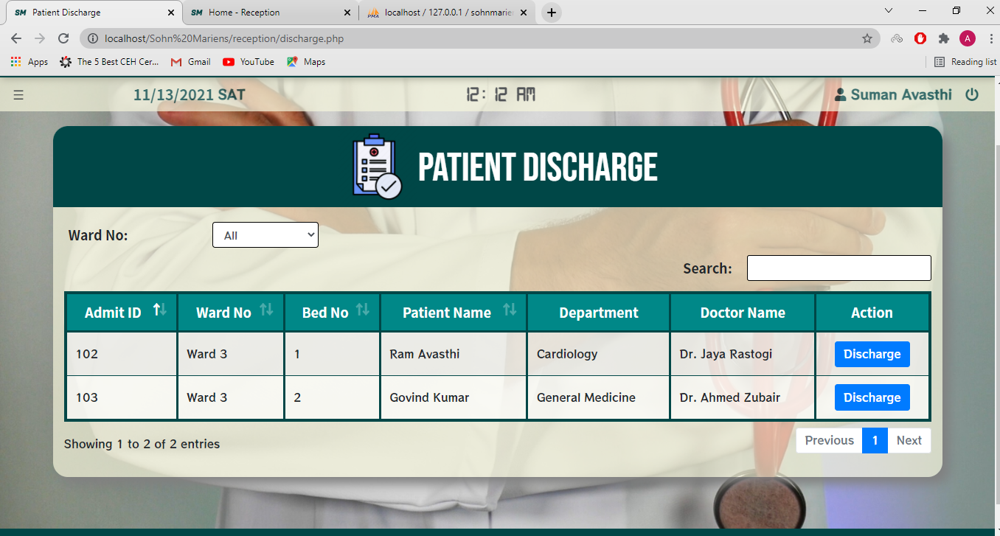 SM Patient Discharge
SM Home - Reception
PMA localhost / 127.0.0.1 / sohnmarie
localhost/Sohn%20Mariens/reception/discharge.php
A
Apps The 5 Best CEH Cer... Gmail YouTube Maps Reading list
11/13/2021 SAT 12:12 AM Suman Avasthi
PATIENT DISCHARGE
Ward No: All
Search:
Admit ID Ward No Bed No Patient Name Department Doctor Name Action
102 Ward 3 1 Ram Avasthi Cardiology Dr. Jaya Rastogi Discharge
103 Ward 3 2 Govind Kumar General Medicine Dr. Ahmed Zubair Discharge
Showing 1 to 2 of 2 entries Previous 1 Next